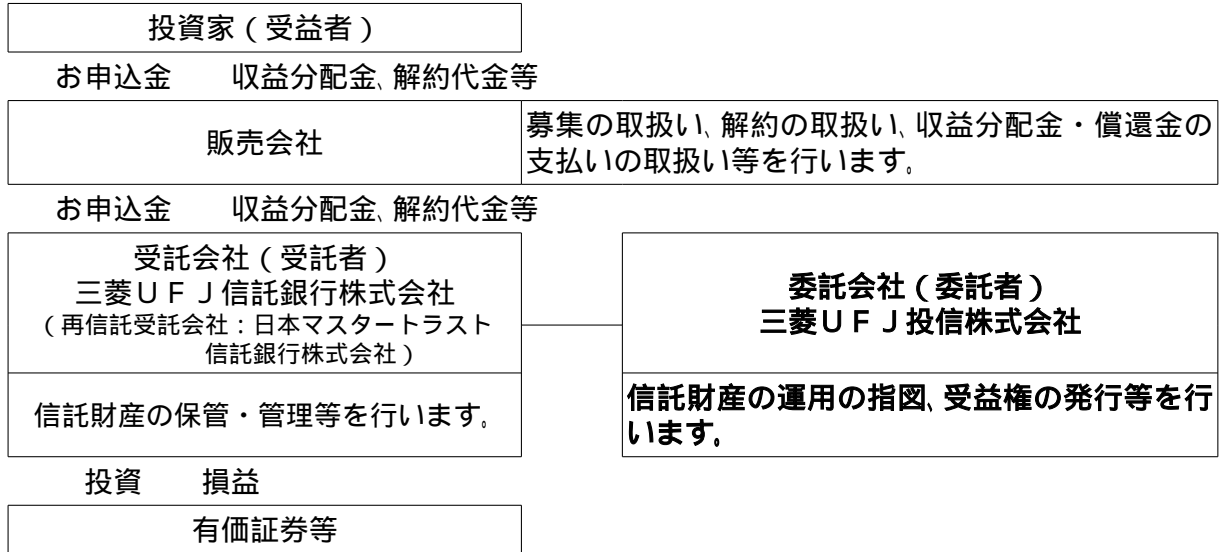 投資家（受益者）
お申込金　　収益分配金、解約代金等
販売会社
募集の取扱い、解約の取扱い、収益分配金・償還金の
支払いの取扱い等を行います。
お申込金　　収益分配金、解約代金等
受託会社（受託者）
三菱ＵＦＪ信託銀行株式会社
（再信託受託会社：日本マスタートラスト
信託銀行株式会社）
委託会社（委託者）
三菱ＵＦＪ投信株式会社
信託財産の保管・管理等を行います。
信託財産の運用の指図、受益権の発行等を行
います。
投資　　損益
有価証券等